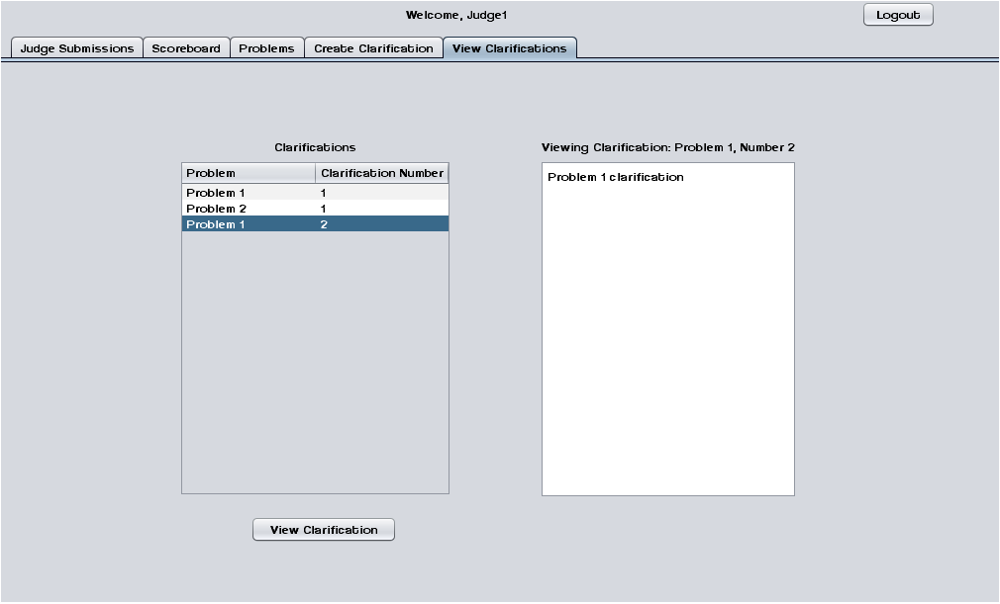 Welcome, Judge1
Logout
Judge Submissions Scoreboard Problems Create Clarification View Clarifications
Clarifications
Problem Clarification Number
Problem 1 1
Problem 2 1
Problem 1 2
View Clarification
Viewing Clarification: Problem 1, Number 2
Problem 1 clarification